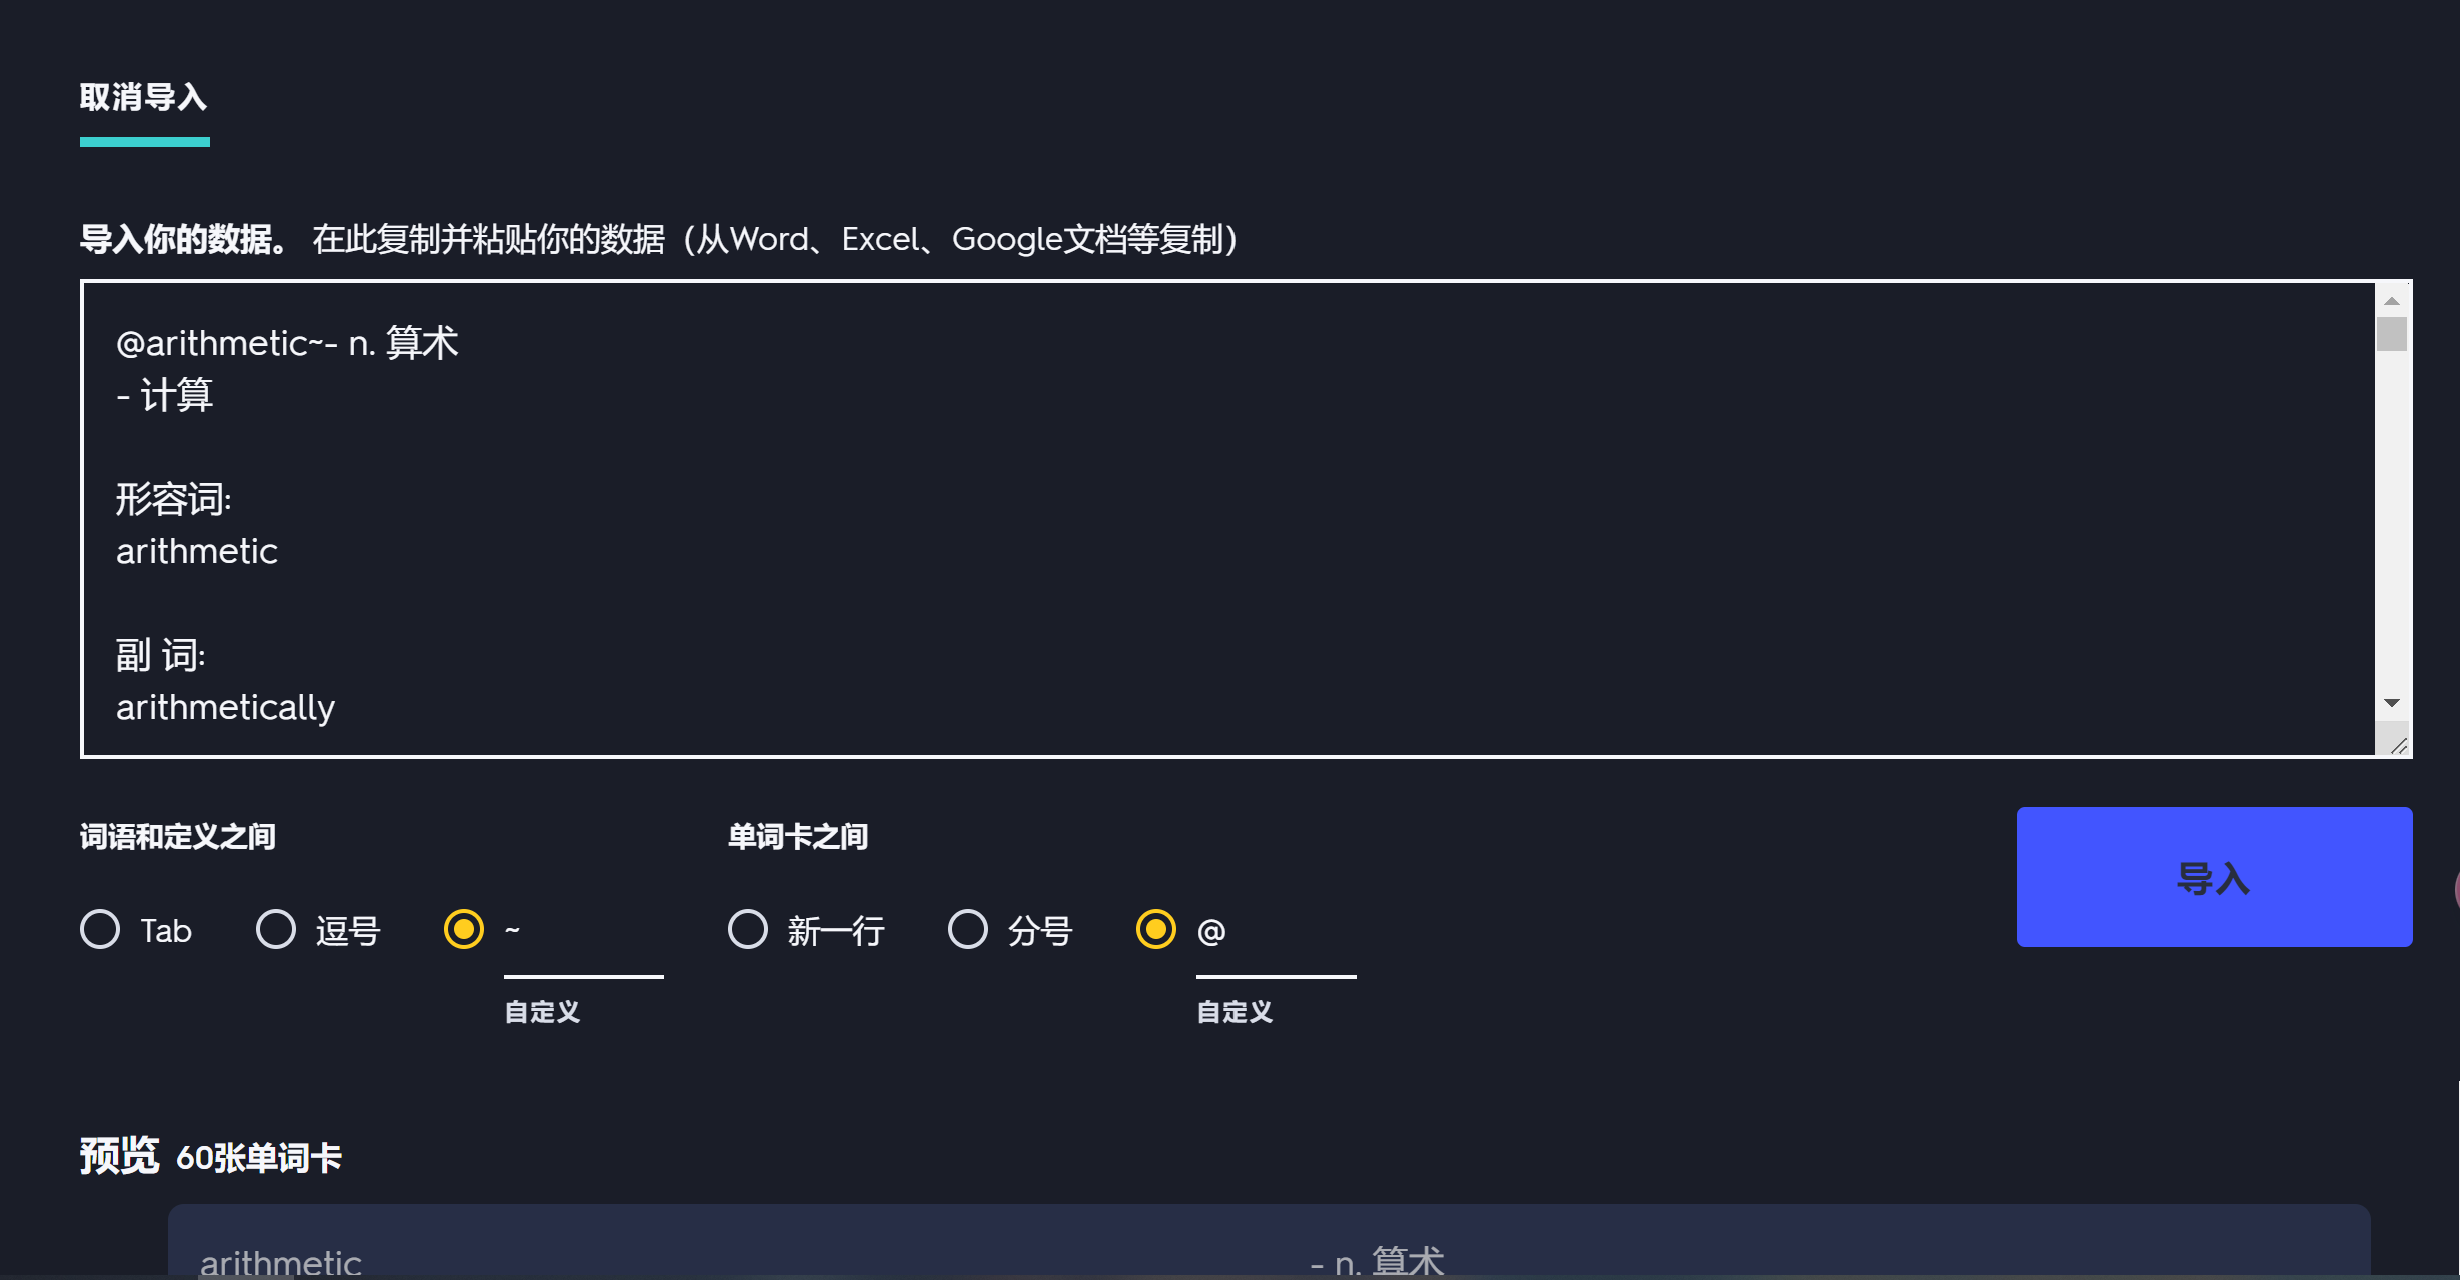 取消导入
导入你的数据。 在此复制并粘贴你的数据（从Word、Excel、Google文档等复制）
@arithmetic~- n. 算术
- 计算
形容词:
arithmetic
副 词:
arithmetically
词语和定义之间
单词卡之间
Tab 逗号 ~
新一行 分号 @
导入
自定义
自定义
预览 60张单词卡
arithmetic - n. 算术